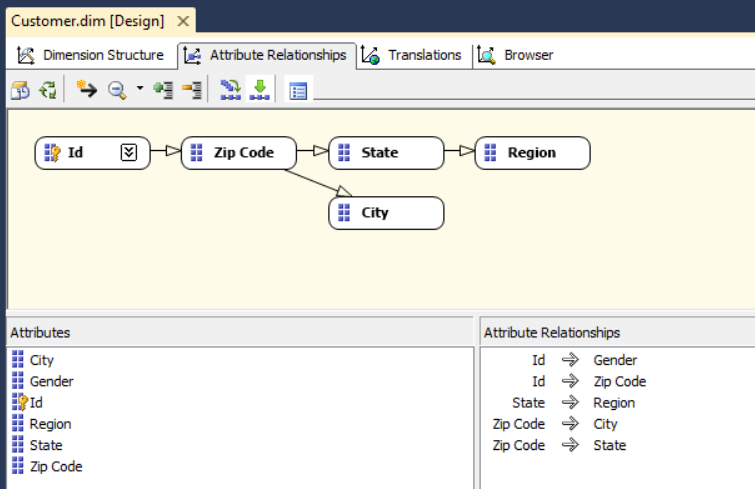 Customer.dim [Design]
Dimension Structure Attribute Relationships Translations Browser
Id Zip Code State Region
City
Attributes
City
Gender
Id
Region
State
Zip Code
Attribute Relationships
Id Gender
Id Zip Code
State Region
Zip Code City
Zip Code State